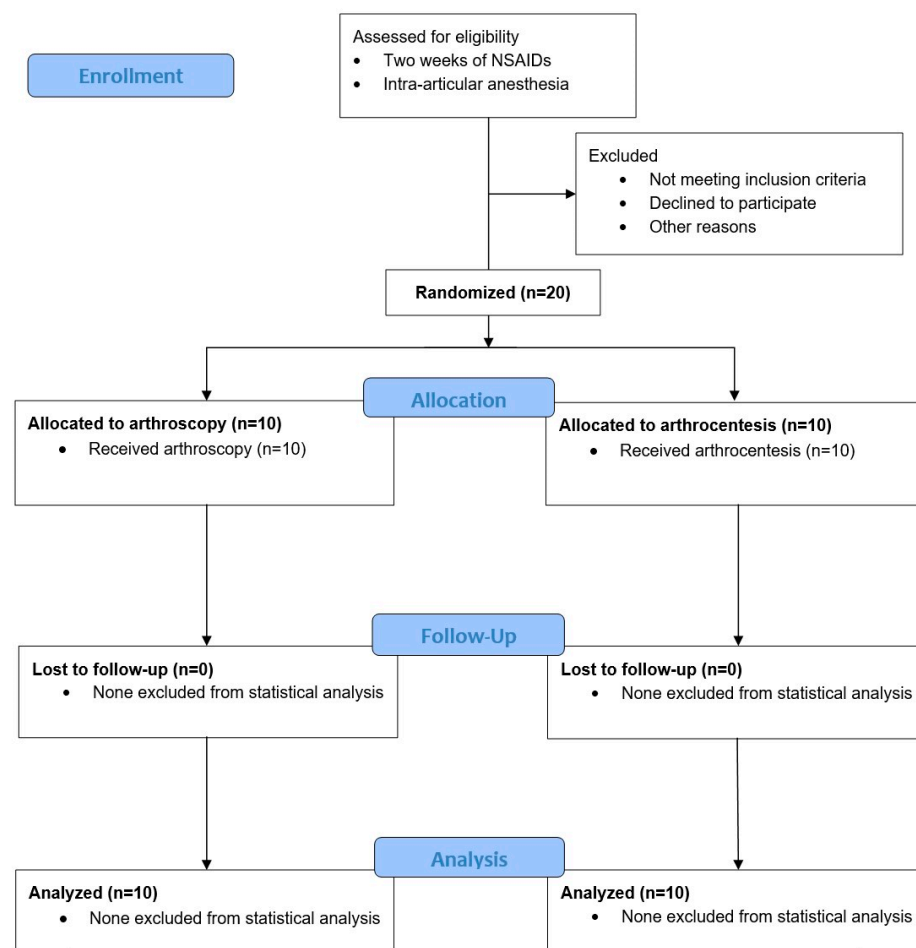 Enrollment
Assessed for eligibility
• Two weeks of NSAIDs
• Intra-articular anesthesia
Excluded
• Not meeting inclusion criteria
• Declined to participate
• Other reasons
Randomized (n=20)
Allocation
Allocated to arthroscopy (n=10)
• Received arthroscopy (n=10)
Allocated to arthrocentesis (n=10)
• Received arthrocentesis (n=10)
Follow-Up
Lost to follow-up (n=0)
• None excluded from statistical analysis
Lost to follow-up (n=0)
• None excluded from statistical analysis
Analysis
Analyzed (n=10)
• None excluded from statistical analysis
Analyzed (n=10)
• None excluded from statistical analysis